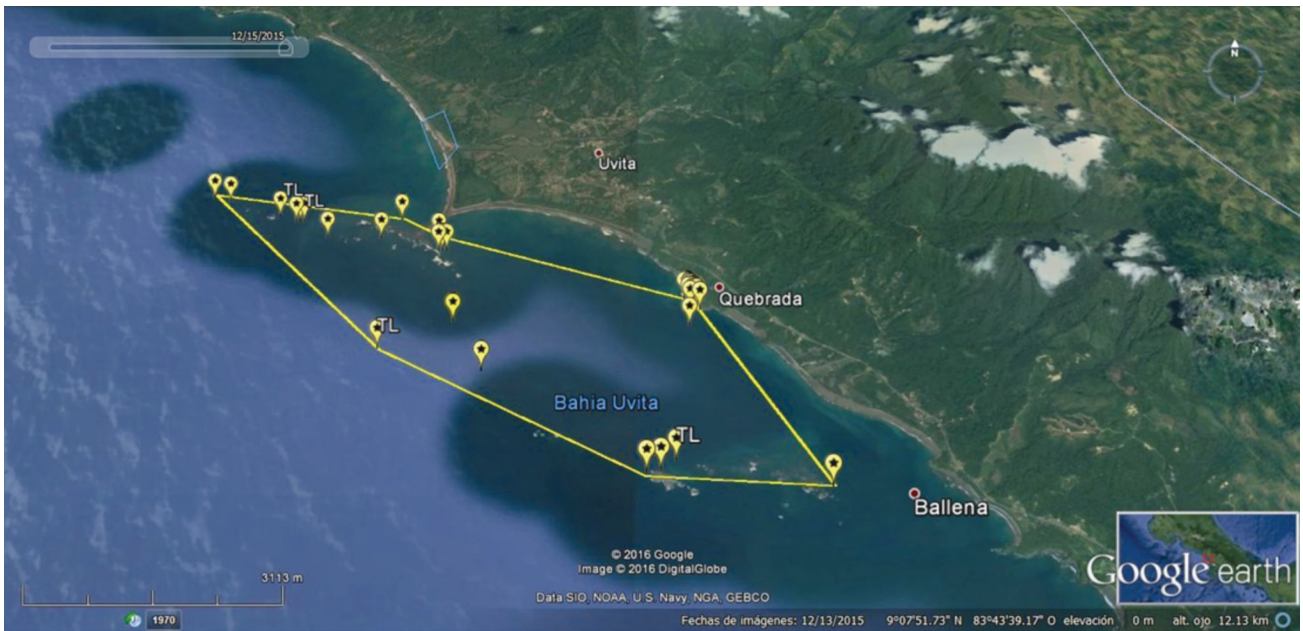 12/15/2015
N
Uvita
TL
TL
Quebrada
TL
Bahia Uvita
TL
Ballena
© 2016 Google
Image © 2016 DigitalGlobe
Data SIO, NOAA, U.S. Navy, NGA, GEBCO
3113 m
Google earth
1970
Fechas de imágenes: 12/13/2015 9°07'51.73" N 83°43'39.17" O elevación 0 m alt. ojo 12.13 km